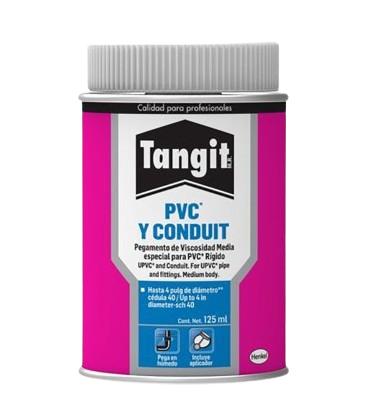 Calidad para profesionales
Tangit
M.R.
PVC*
Y CONDUIT
Pegamento de Viscosidad Media
especial para PVC* Rígido
UPVC* and Conduit. For UPVC* pipe
and fittings. Medium body.
• Hasta 4 pulg de diámetro**
cédula 40 / Up to 4 in
diameter-sch 40
Cont. Net. 125 ml
Pega en
húmedo
Incluye
aplicador
Henkel